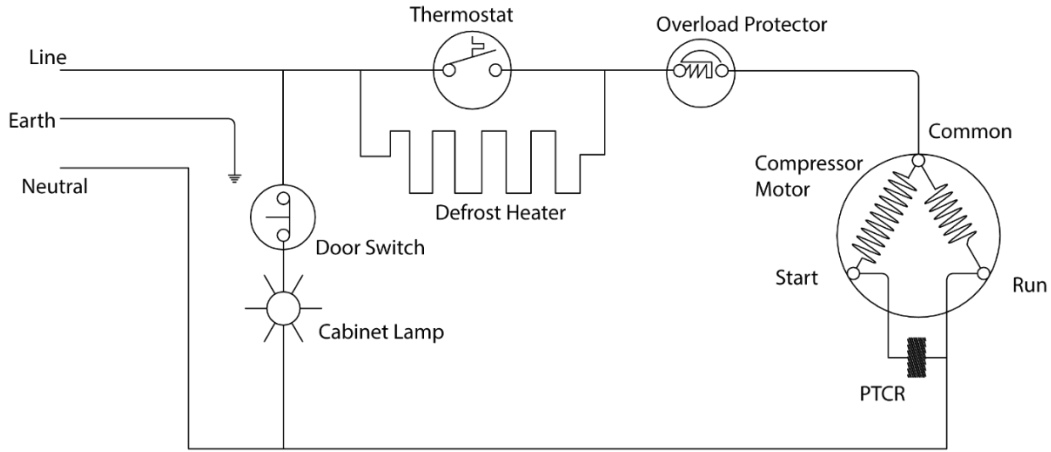 Thermostat
Overload Protector
Line
Earth
Common
Neutral
Compressor
Motor
Defrost Heater
Door Switch
Start
Run
Cabinet Lamp
PTCR